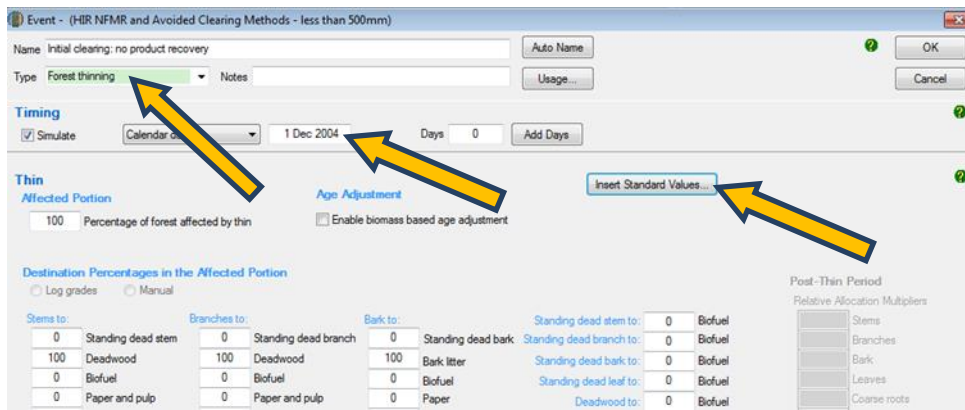 Event - (HIR NFMR and Avoided Clearing Methods - less than 500mm)
Name Initial clearing: no product recovery Auto Name OK
Type Forest thinning Notes Usage... Cancel
Timing
Simulate Calendar 1 Dec 2004 Days 0 Add Days
Thin
Affected Portion Age Adjustment Insert Standard Values...
100 Percentage of forest affected by thin Enable biomass based age adjustment
Destination Percentages in the Affected Portion Post-Thin Period
Log grades Manual Relative Allocation Multipliers
Stems to: Branches to: Bark to: Standing dead stem to: 0 Biofuel Stems
0 Standing dead stem 0 Standing dead branch 0 Standing dead bark Standing dead branch to: 0 Biofuel Branches
100 Deadwood 100 Deadwood 100 Bark litter Standing dead bark to: 0 Biofuel Bark
0 Biofuel 0 Biofuel 0 Biofuel Standing dead leaf to: 0 Biofuel Leaves
0 Paper and pulp 0 Paper and pulp 0 Paper Deadwood to: 0 Biofuel Coarse roots